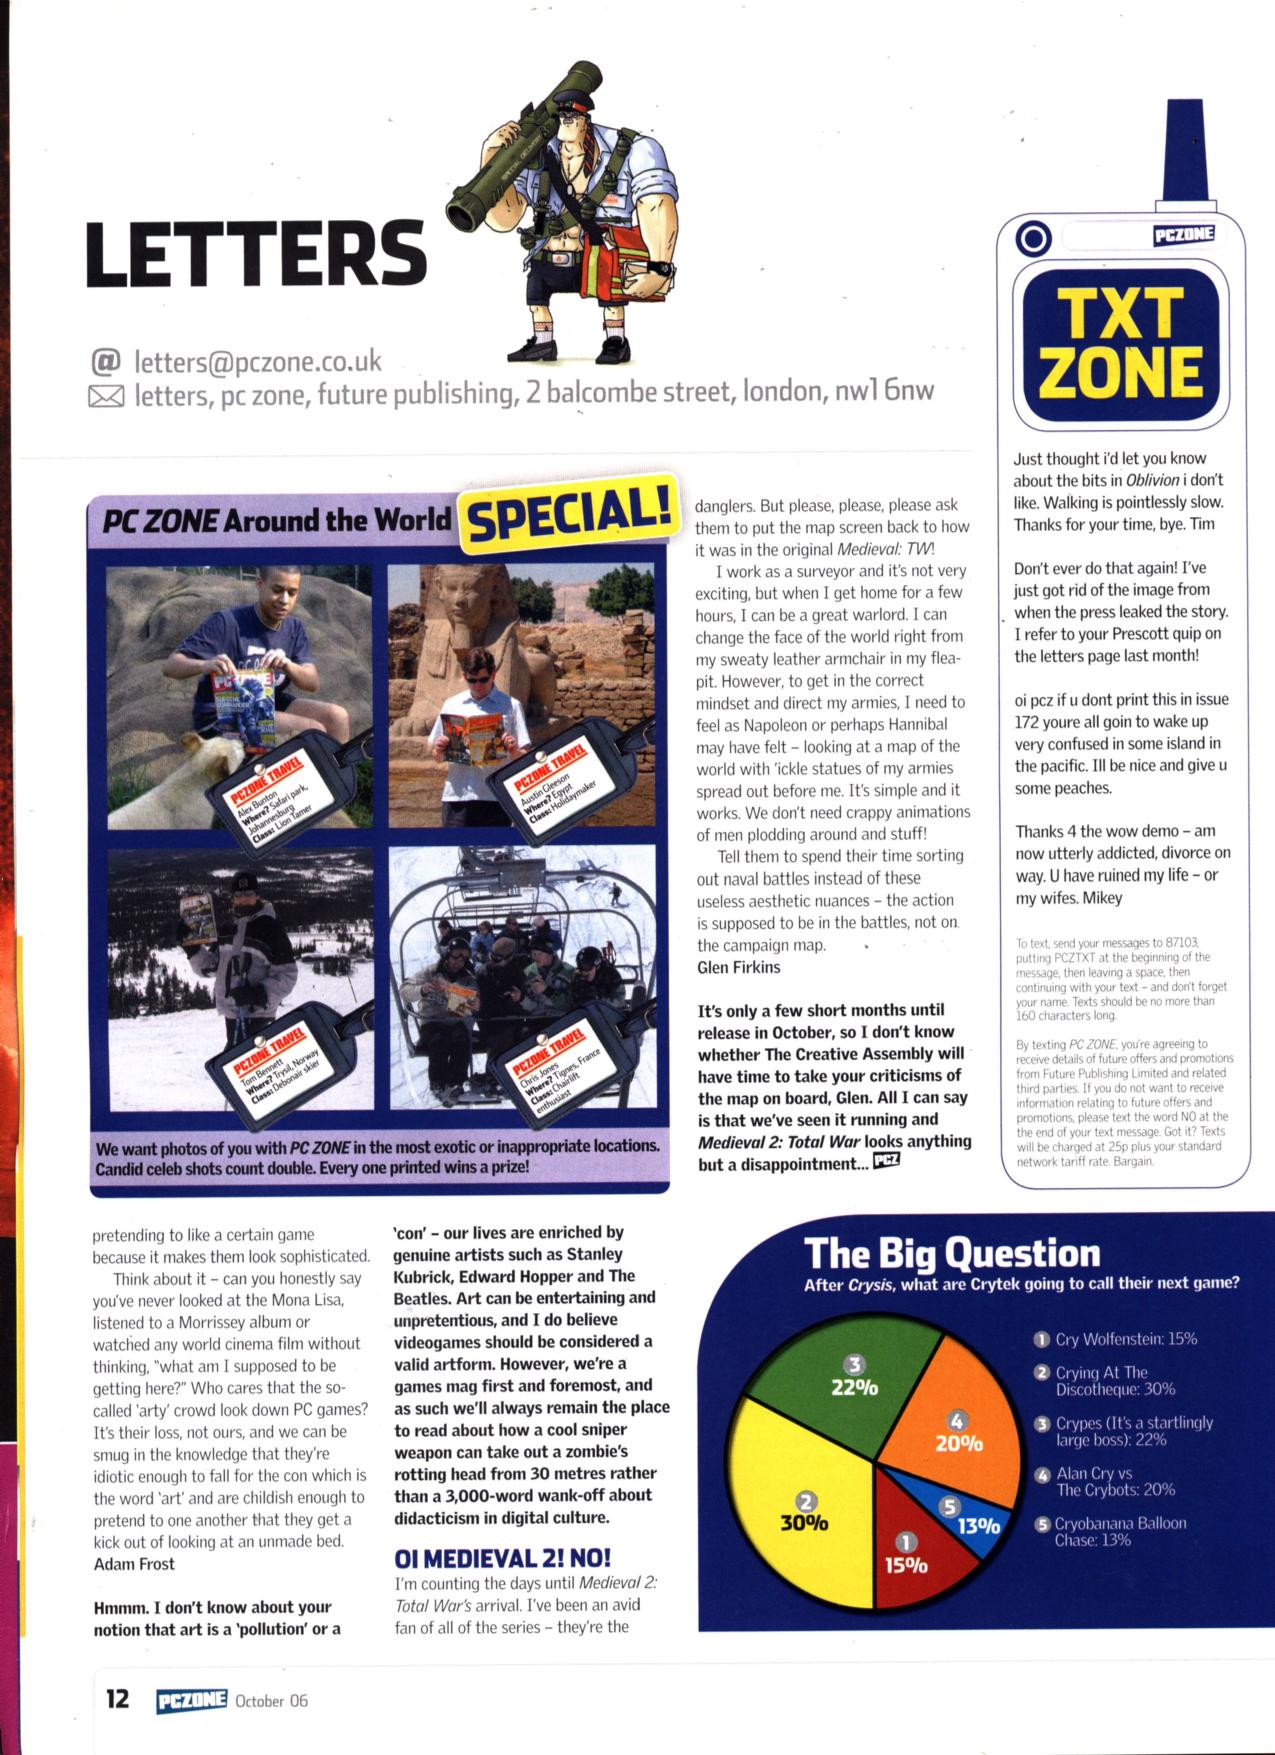 LETTERS
@ letters@pczone.co.uk
letters, pc zone, future publishing, 2 balcombe street, london, nw1 6nw
PC ZONE Around the World SPECIAL!
PCZONE TRAVEL
Alex Bunton
Where? Safari park,
Johannesburg
Class: Lion Tamer
PCZONE TRAVEL
Austin Gleeson
Where? Egypt
Class: Holidaymaker
PCZONE TRAVEL
Tom Bennett
Where? Trysil, Norway
Class: Debonair skier
PCZONE TRAVEL
Chris Jones
Where? Tignes, France
Class: Chairlift
enthusiast
We want photos of you with PC ZONE in the most exotic or inappropriate locations.
Candid celeb shots count double. Every one printed wins a prize!
pretending to like a certain game
because it makes them look sophisticated.
Think about it – can you honestly say
you've never looked at the Mona Lisa,
listened to a Morrissey album or
watched any world cinema film without
thinking, "what am I supposed to be
getting here?" Who cares that the so-
called 'arty' crowd look down PC games?
It's their loss, not ours, and we can be
smug in the knowledge that they're
idiotic enough to fall for the con which is
the word 'art' and are childish enough to
pretend to one another that they get a
kick out of looking at an unmade bed.
Adam Frost
Hmmm. I don't know about your
notion that art is a 'pollution' or a
'con' – our lives are enriched by
genuine artists such as Stanley
Kubrick, Edward Hopper and The
Beatles. Art can be entertaining and
unpretentious, and I do believe
videogames should be considered a
valid artform. However, we're a
games mag first and foremost, and
as such we'll always remain the place
to read about how a cool sniper
weapon can take out a zombie's
rotting head from 30 metres rather
than a 3,000-word wank-off about
didacticism in digital culture.
OI MEDIEVAL 2! NO!
I'm counting the days until Medieval 2:
Total War's arrival. I've been an avid
fan of all of the series – they're the
danglers. But please, please, please ask
them to put the map screen back to how
it was in the original Medieval: TW!
I work as a surveyor and it's not very
exciting, but when I get home for a few
hours, I can be a great warlord. I can
change the face of the world right from
my sweaty leather armchair in my flea-
pit. However, to get in the correct
mindset and direct my armies, I need to
feel as Napoleon or perhaps Hannibal
may have felt – looking at a map of the
world with 'ickle statues of my armies
spread out before me. It's simple and it
works. We don't need crappy animations
of men plodding around and stuff!
Tell them to spend their time sorting
out naval battles instead of these
useless aesthetic nuances – the action
is supposed to be in the battles, not on
the campaign map.
Glen Firkins
It's only a few short months until
release in October, so I don't know
whether The Creative Assembly will
have time to take your criticisms of
the map on board, Glen. All I can say
is that we've seen it running and
Medieval 2: Total War looks anything
but a disappointment... PCZ
PCZONE
TXT
ZONE
Just thought i'd let you know
about the bits in Oblivion i don't
like. Walking is pointlessly slow.
Thanks for your time, bye. Tim
Don't ever do that again! I've
just got rid of the image from
when the press leaked the story.
I refer to your Prescott quip on
the letters page last month!
oi pcz if u dont print this in issue
172 youre all goin to wake up
very confused in some island in
the pacific. Ill be nice and give u
some peaches.
Thanks 4 the wow demo – am
now utterly addicted, divorce on
way. U have ruined my life – or
my wifes. Mikey
To text, send your messages to 87103,
putting PCZTXT at the beginning of the
message, then leaving a space, then
continuing with your text – and don't forget
your name. Texts should be no more than
160 characters long.
By texting PC ZONE, you're agreeing to
receive details of future offers and promotions
from Future Publishing Limited and related
third parties. If you do not want to receive
information relating to future offers and
promotions, please text the word NO at the
the end of your text message. Got it? Texts
will be charged at 25p plus your standard
network tariff rate. Bargain.
The Big Question
After Crysis, what are Crytek going to call their next game?
3
22%
4
20%
2
30%
5
13%
1
15%
1 Cry Wolfenstein: 15%
2 Crying At The
Discotheque: 30%
3 Crypes (It's a startlingly
large boss): 22%
4 Alan Cry vs
The Crybots: 20%
5 Cryobanana Balloon
Chase: 13%
12 PCZONE October 06